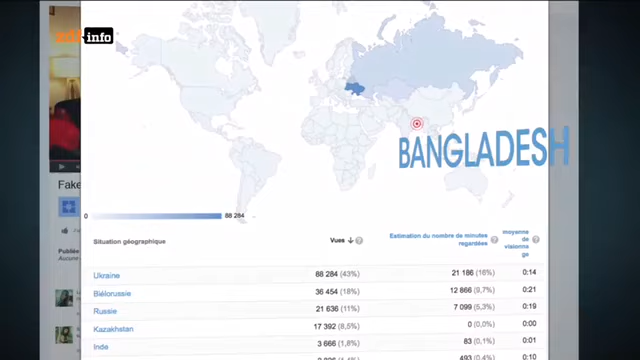 info
BANGLADESH
0 88 284
Fake
Situation géographique Vues Estimation du nombre de minutes regardées moyenne de visionna ge
Ukraine 88 284 (43%) 21 186 (16%) 0:14
Biélorussie 36 454 (18%) 12 866 (9,7%) 0:21
Russie 21 636 (11%) 7 099 (5,3%) 0:19
Kazakhstan 17 392 (8,5%) 0 (0,0%) 0:00
Inde 3 666 (1,8%) 83 (0,1%) 0:01
493 (0,4%) 0:10